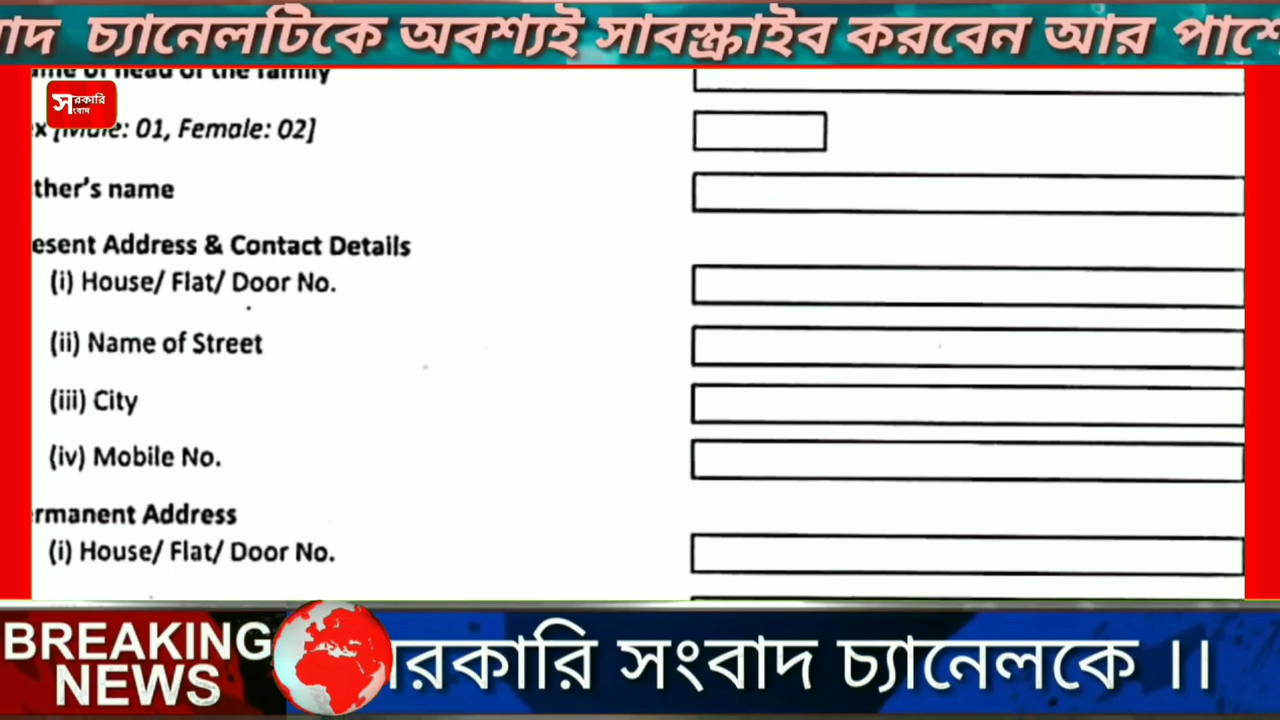 চ্যানেলটিকে অবশ্যই সাবস্ক্রাইব করবেন আর পাশে
name of head of the family
সরকারি
সংবাদ
[Male: 01, Female: 02]
ther's name
esent Address & Contact Details
(i) House/ Flat/ Door No.
(ii) Name of Street
(iii) City
(iv) Mobile No.
rmanent Address
(i) House/ Flat/ Door No.
BREAKING
NEWS
রকারি সংবাদ চ্যানেলকে ।।